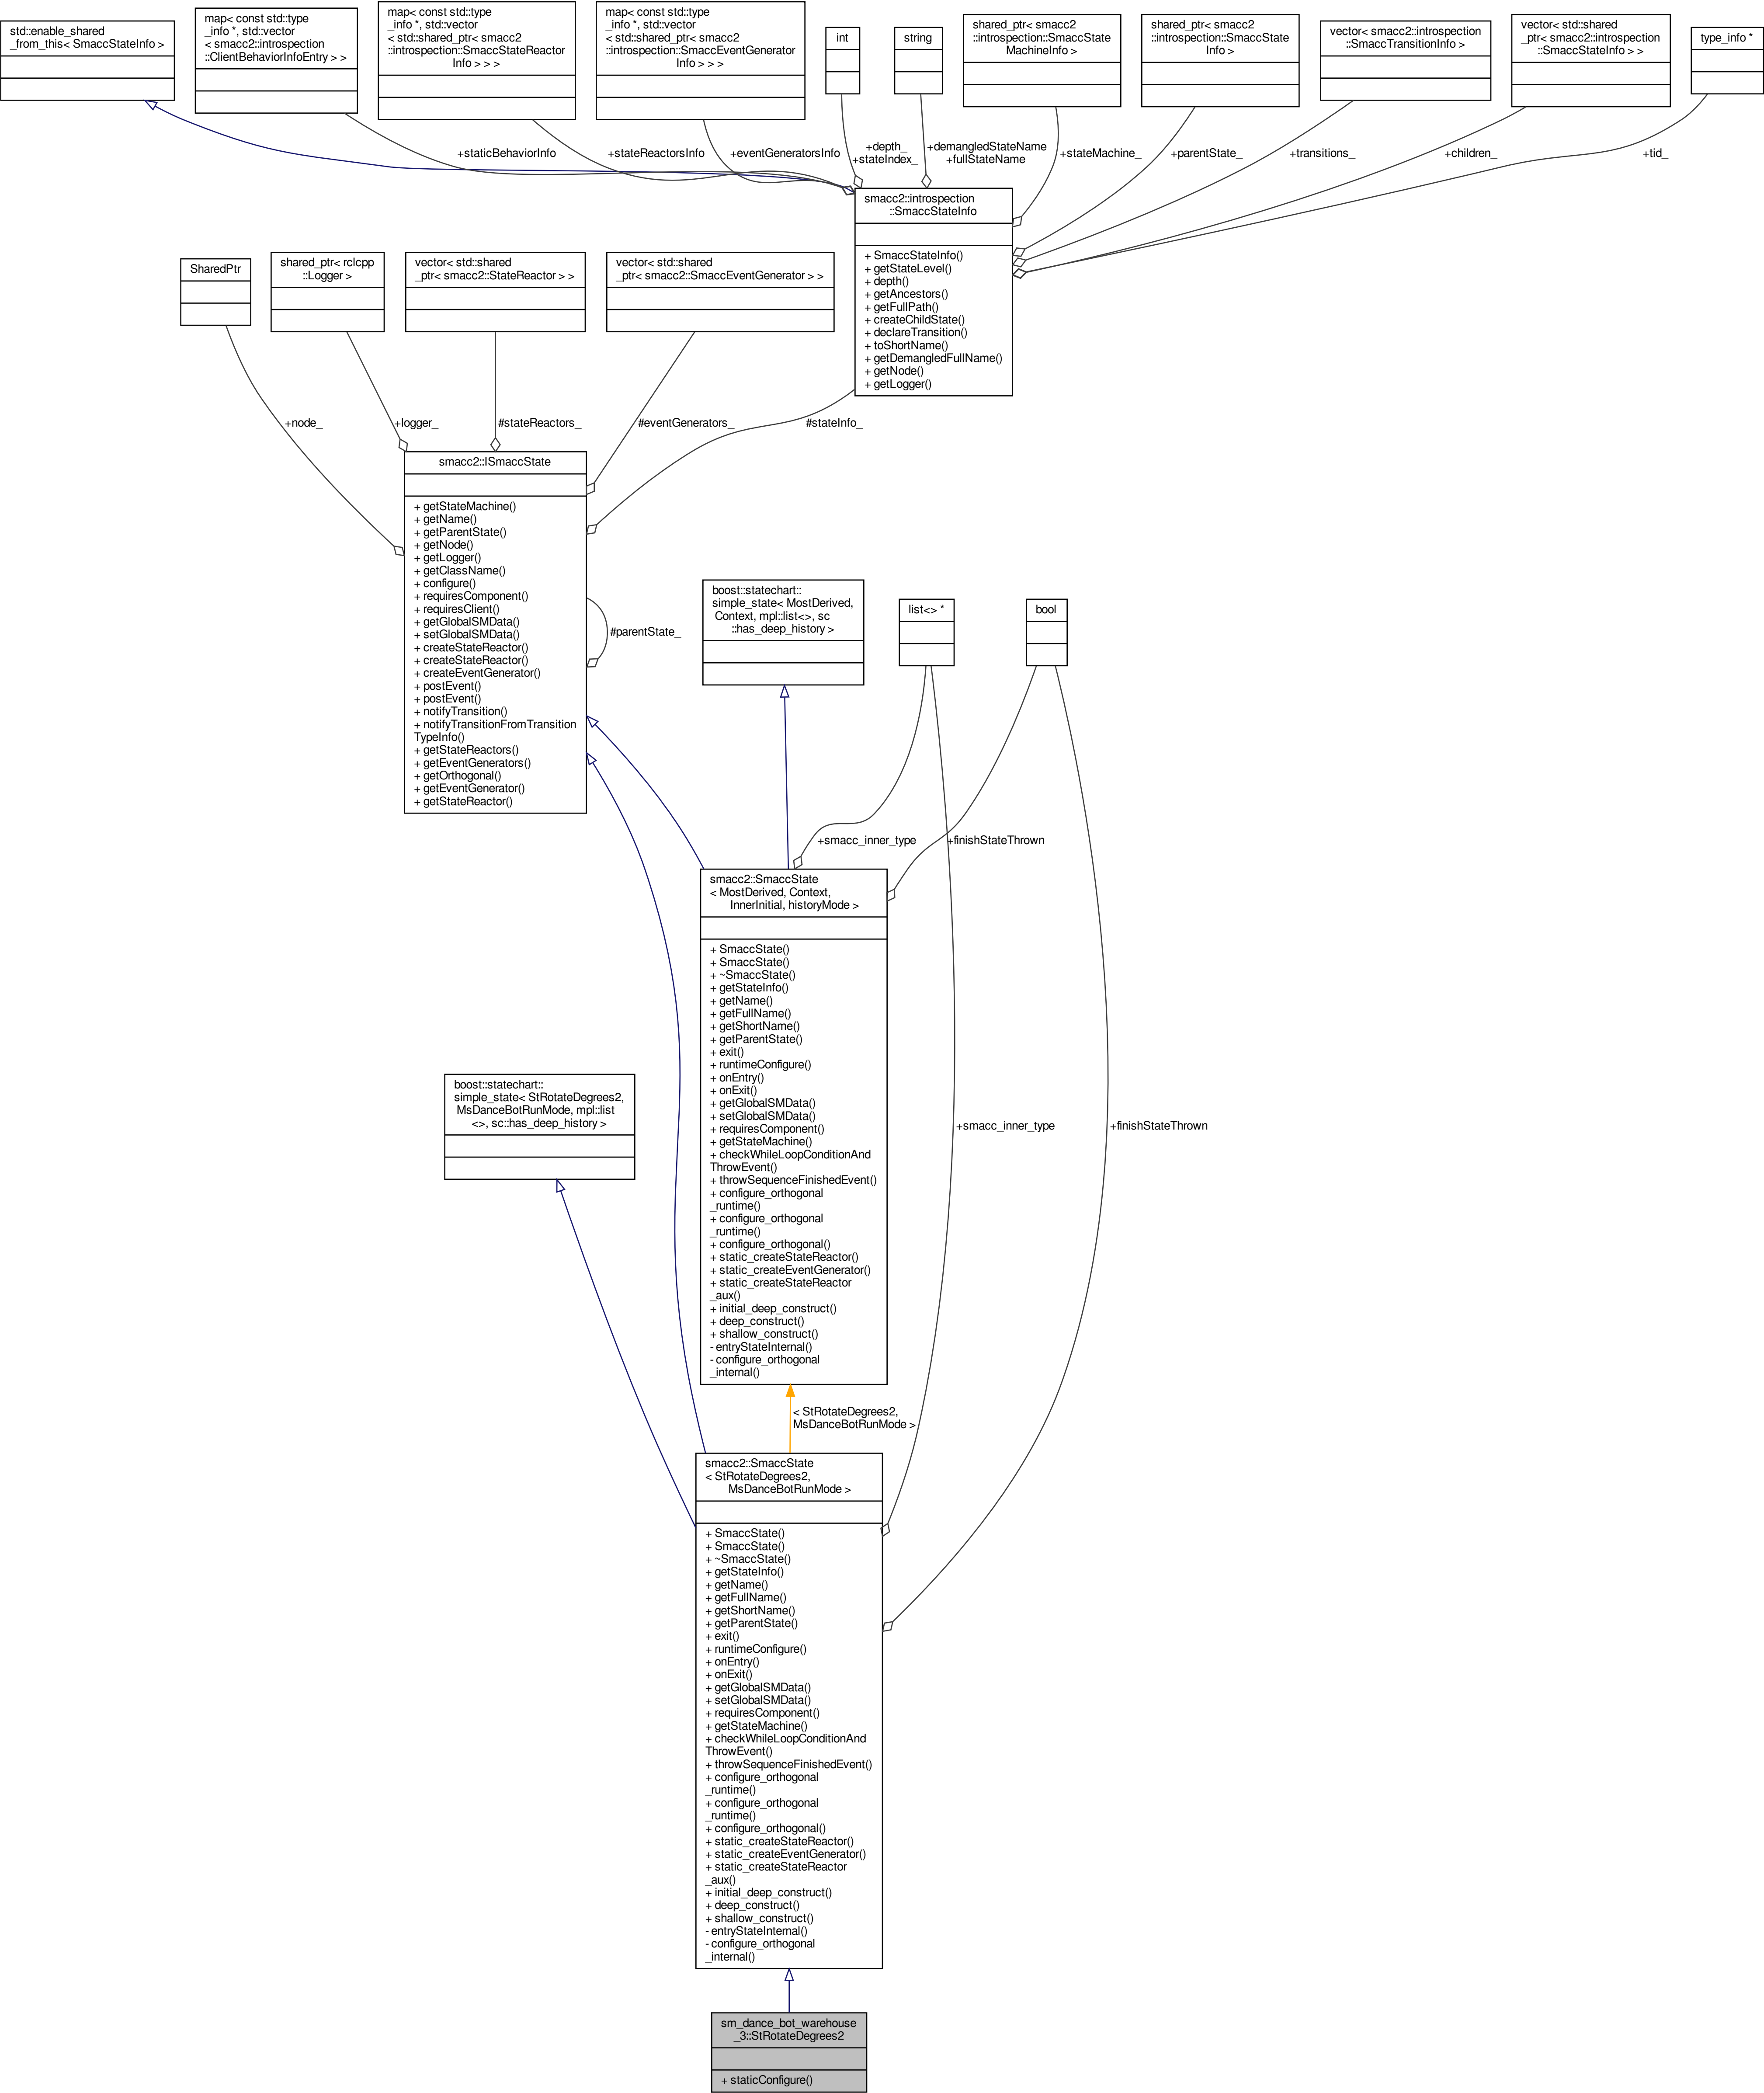 std::enable_shared
_from_this< SmaccStateInfo >
map< const std::type
_info *, std::vector
< smacc2::introspection
::ClientBehaviorInfoEntry > >
map< const std::type
_info *, std::vector
< std::shared_ptr< smacc2
::introspection::SmaccStateReactor
Info > > >
map< const std::type
_info *, std::vector
< std::shared_ptr< smacc2
::introspection::SmaccEventGenerator
Info > > >
int
string
shared_ptr< smacc2
::introspection::SmaccState
MachineInfo >
shared_ptr< smacc2
::introspection::SmaccState
Info >
vector< smacc2::introspection
::SmaccTransitionInfo >
vector< std::shared
_ptr< smacc2::introspection
::SmaccStateInfo > >
type_info *
+staticBehaviorInfo
+stateReactorsInfo
+eventGeneratorsInfo
+depth_
+stateIndex_
+demangledStateName
+fullStateName
+stateMachine_
+parentState_
+transitions_
+children_
+tid_
smacc2::introspection
::SmaccStateInfo
+ SmaccStateInfo()
+ getStateLevel()
+ depth()
+ getAncestors()
+ getFullPath()
+ createChildState()
+ declareTransition()
+ toShortName()
+ getDemangledFullName()
+ getNode()
+ getLogger()
SharedPtr
shared_ptr< rclcpp
::Logger >
vector< std::shared
_ptr< smacc2::StateReactor > >
vector< std::shared
_ptr< smacc2::SmaccEventGenerator > >
+node_
+logger_
#stateReactors_
#eventGenerators_
#stateInfo_
smacc2::ISmaccState
+ getStateMachine()
+ getName()
+ getParentState()
+ getNode()
+ getLogger()
+ getClassName()
+ configure()
+ requiresComponent()
+ requiresClient()
+ getGlobalSMData()
+ setGlobalSMData()
+ createStateReactor()
+ createStateReactor()
+ createEventGenerator()
+ postEvent()
+ postEvent()
+ notifyTransition()
+ notifyTransitionFromTransition
TypeInfo()
+ getStateReactors()
+ getEventGenerators()
+ getOrthogonal()
+ getEventGenerator()
+ getStateReactor()
#parentState_
boost::statechart::
simple_state< MostDerived,
Context, mpl::list<>, sc
::has_deep_history >
list<> *
bool
+smacc_inner_type
+finishStateThrown
smacc2::SmaccState
< MostDerived, Context,
InnerInitial, historyMode >
+ SmaccState()
+ SmaccState()
+ ~SmaccState()
+ getStateInfo()
+ getName()
+ getFullName()
+ getShortName()
+ getParentState()
+ exit()
+ runtimeConfigure()
+ onEntry()
+ onExit()
+ getGlobalSMData()
+ setGlobalSMData()
+ requiresComponent()
+ getStateMachine()
+ checkWhileLoopConditionAnd
ThrowEvent()
+ throwSequenceFinishedEvent()
+ configure_orthogonal
_runtime()
+ configure_orthogonal
_runtime()
+ configure_orthogonal()
+ static_createStateReactor()
+ static_createEventGenerator()
+ static_createStateReactor
_aux()
+ initial_deep_construct()
+ deep_construct()
+ shallow_construct()
- entryStateInternal()
- configure_orthogonal
_internal()
boost::statechart::
simple_state< StRotateDegrees2,
MsDanceBotRunMode, mpl::list
<>, sc::has_deep_history >
+smacc_inner_type
+finishStateThrown
< StRotateDegrees2,
MsDanceBotRunMode >
smacc2::SmaccState
< StRotateDegrees2,
MsDanceBotRunMode >
+ SmaccState()
+ SmaccState()
+ ~SmaccState()
+ getStateInfo()
+ getName()
+ getFullName()
+ getShortName()
+ getParentState()
+ exit()
+ runtimeConfigure()
+ onEntry()
+ onExit()
+ getGlobalSMData()
+ setGlobalSMData()
+ requiresComponent()
+ getStateMachine()
+ checkWhileLoopConditionAnd
ThrowEvent()
+ throwSequenceFinishedEvent()
+ configure_orthogonal
_runtime()
+ configure_orthogonal
_runtime()
+ configure_orthogonal()
+ static_createStateReactor()
+ static_createEventGenerator()
+ static_createStateReactor
_aux()
+ initial_deep_construct()
+ deep_construct()
+ shallow_construct()
- entryStateInternal()
- configure_orthogonal
_internal()
sm_dance_bot_warehouse
_3::StRotateDegrees2
+ staticConfigure()